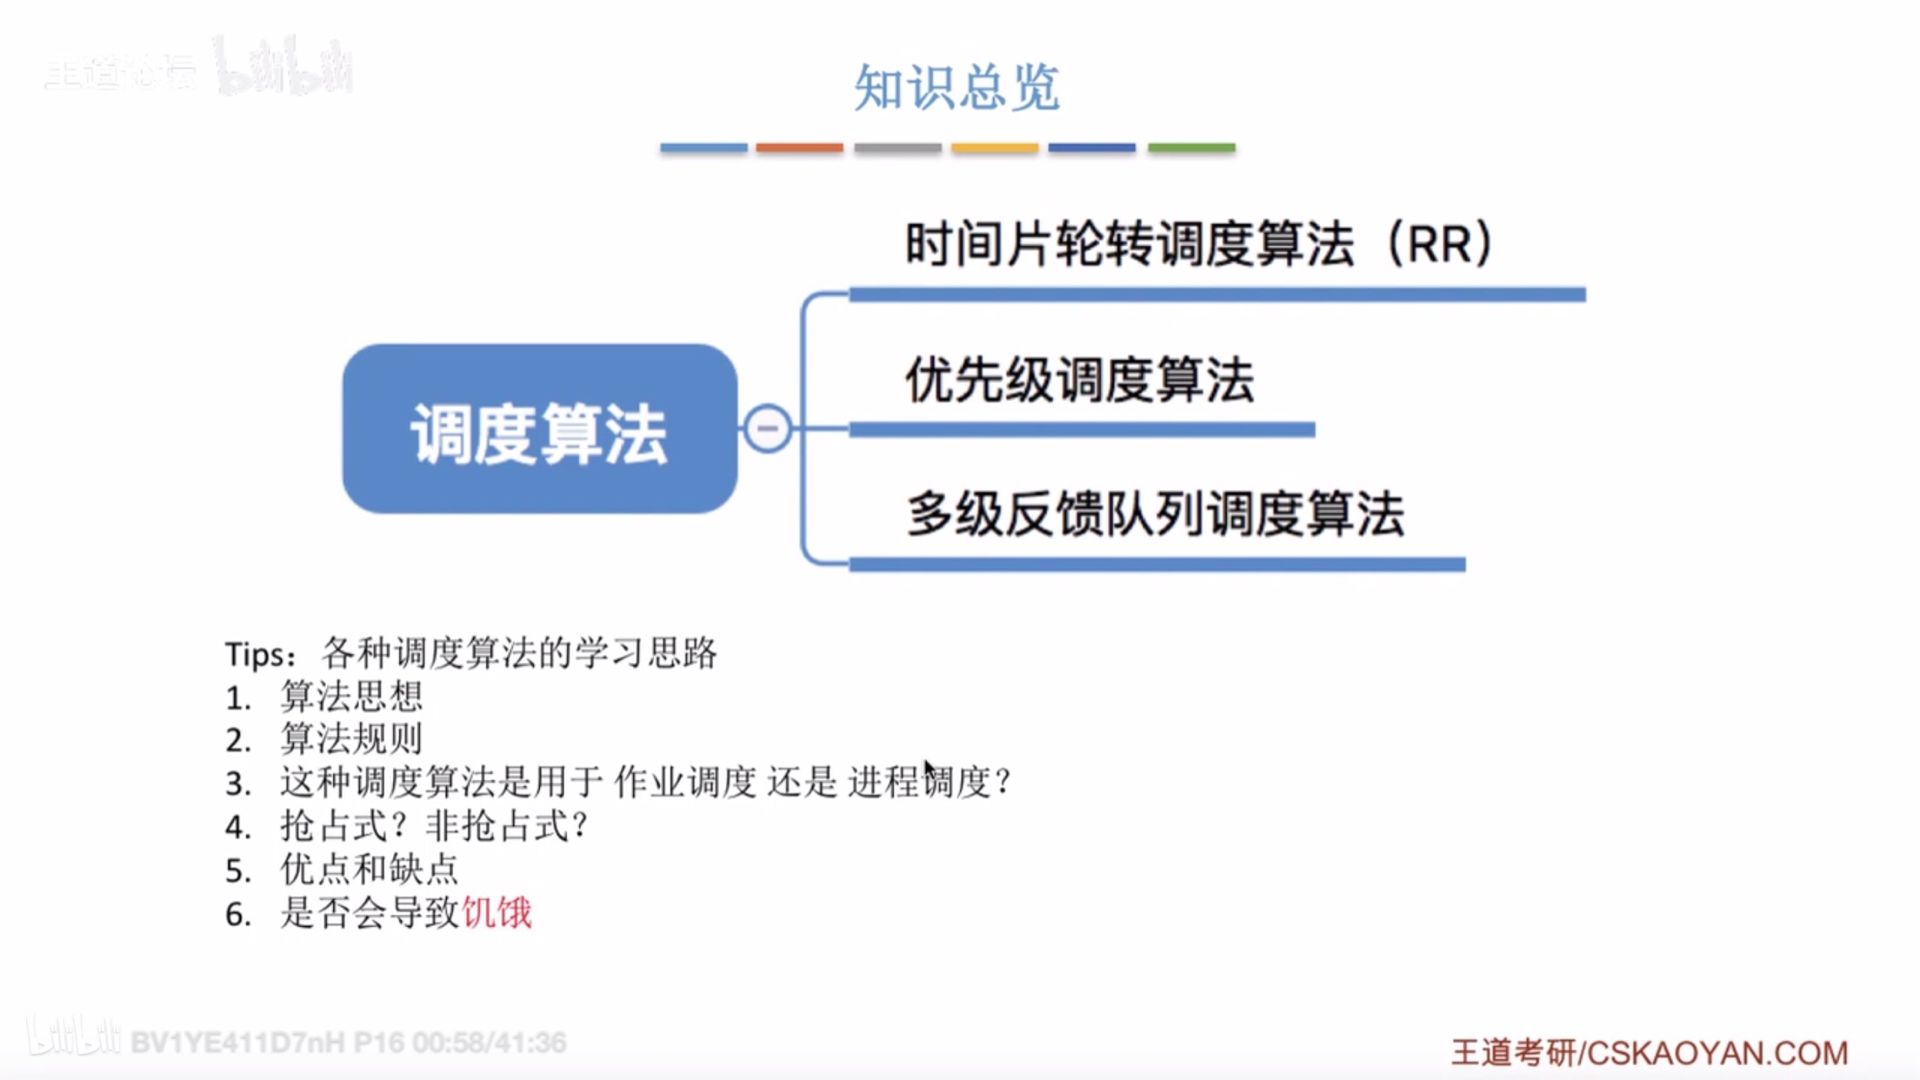 王道论坛 bilibili
知识总览
时间片轮转调度算法（RR）
优先级调度算法
调度算法
多级反馈队列调度算法
Tips：各种调度算法的学习思路
1. 算法思想
2. 算法规则
3. 这种调度算法是用于 作业调度 还是 进程调度？
4. 抢占式？非抢占式？
5. 优点和缺点
6. 是否会导致饥饿
bilibili BV1YE411D7nH P16 00:58/41:36
王道考研/CSKAOYAN.COM